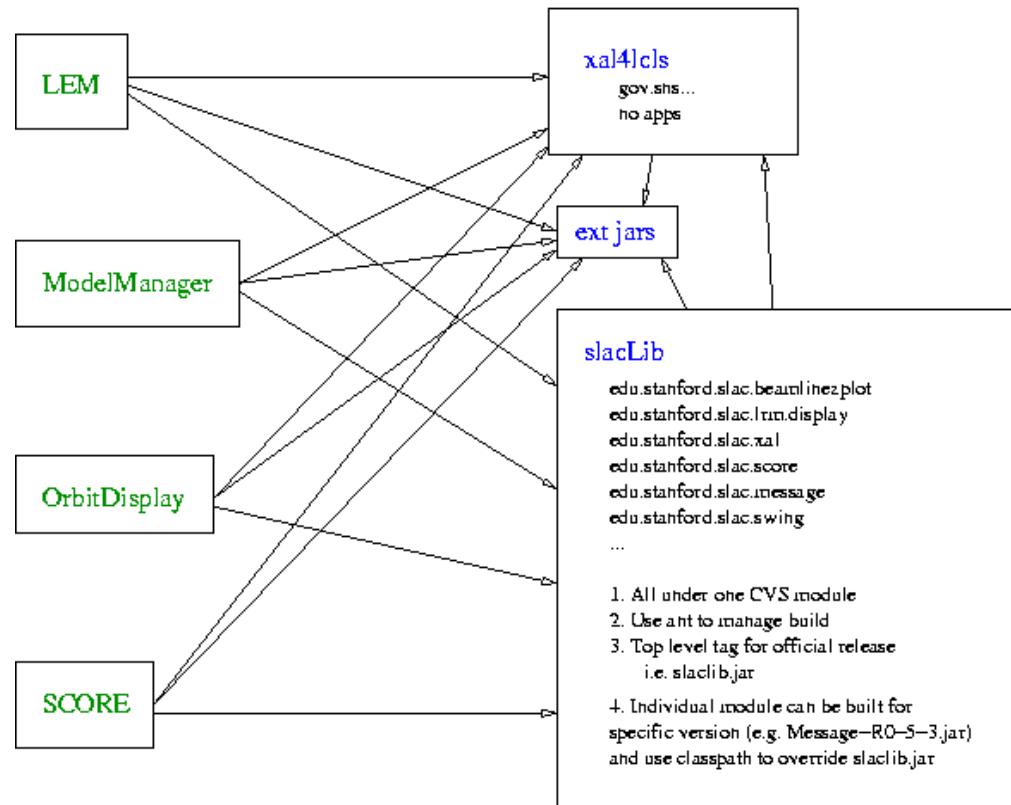 LEM
ModelManager
OrbitDisplay
SCORE
xal4lcls
gov.sns...
no apps
ext jars
slacLib
edu.stanford.slac.beamlinezplot
edu.stanford.slac.lrm.display
edu.stanford.slac.xal
edu.stanford.slac.score
edu.stanford.slac.message
edu.stanford.slac.swing
...
1. All under one CVS module
2. Use ant to manage build
3. Top level tag for official release
i.e. slaclib.jar
4. Individual module can be built for
specific version (e.g. Message–R0–5–3.jar)
and use classpath to override slaclib.jar